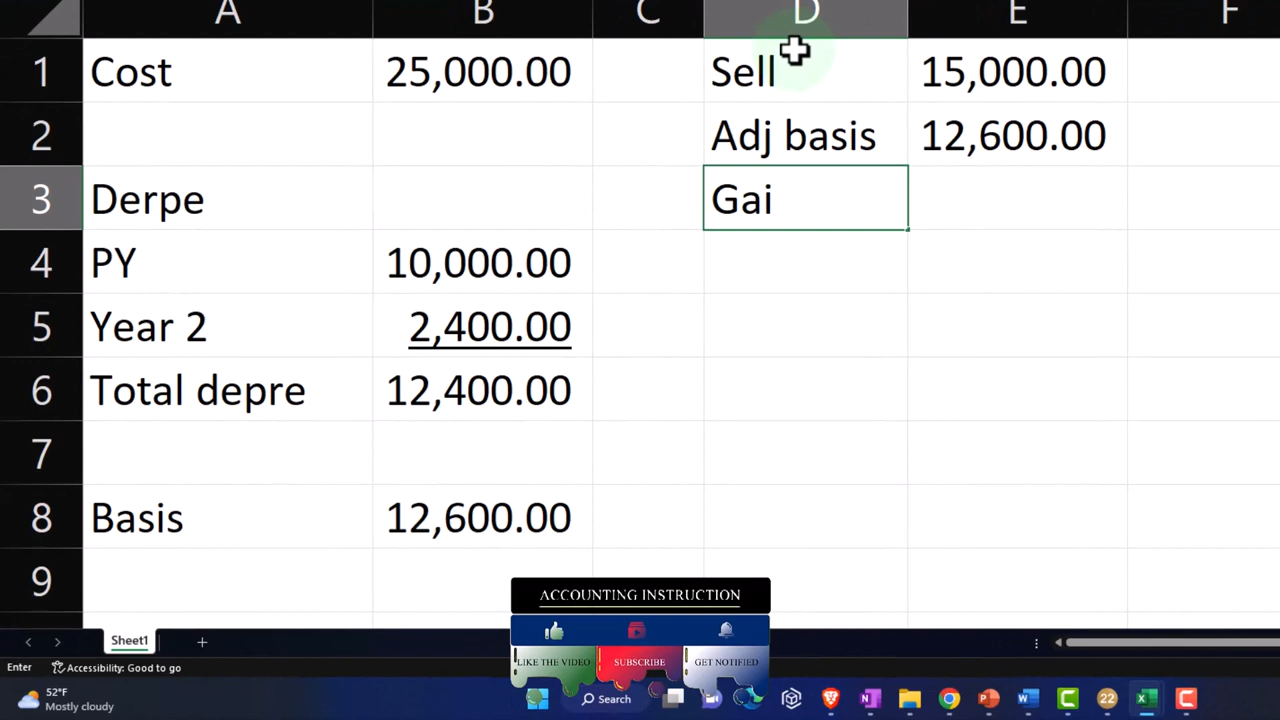 A B C D E F
1 Cost 25,000.00 Sell 15,000.00
2 Adj basis 12,600.00
3 Derpe Gai
4 PY 10,000.00
5 Year 2 2,400.00
6 Total depre 12,400.00
7
8 Basis 12,600.00
9
ACCOUNTING INSTRUCTION
LIKE THE VIDEO SUBSCRIBE GET NOTIFIED
Sheet1
Enter Accessibility: Good to go
52°F
Mostly cloudy
Search
22